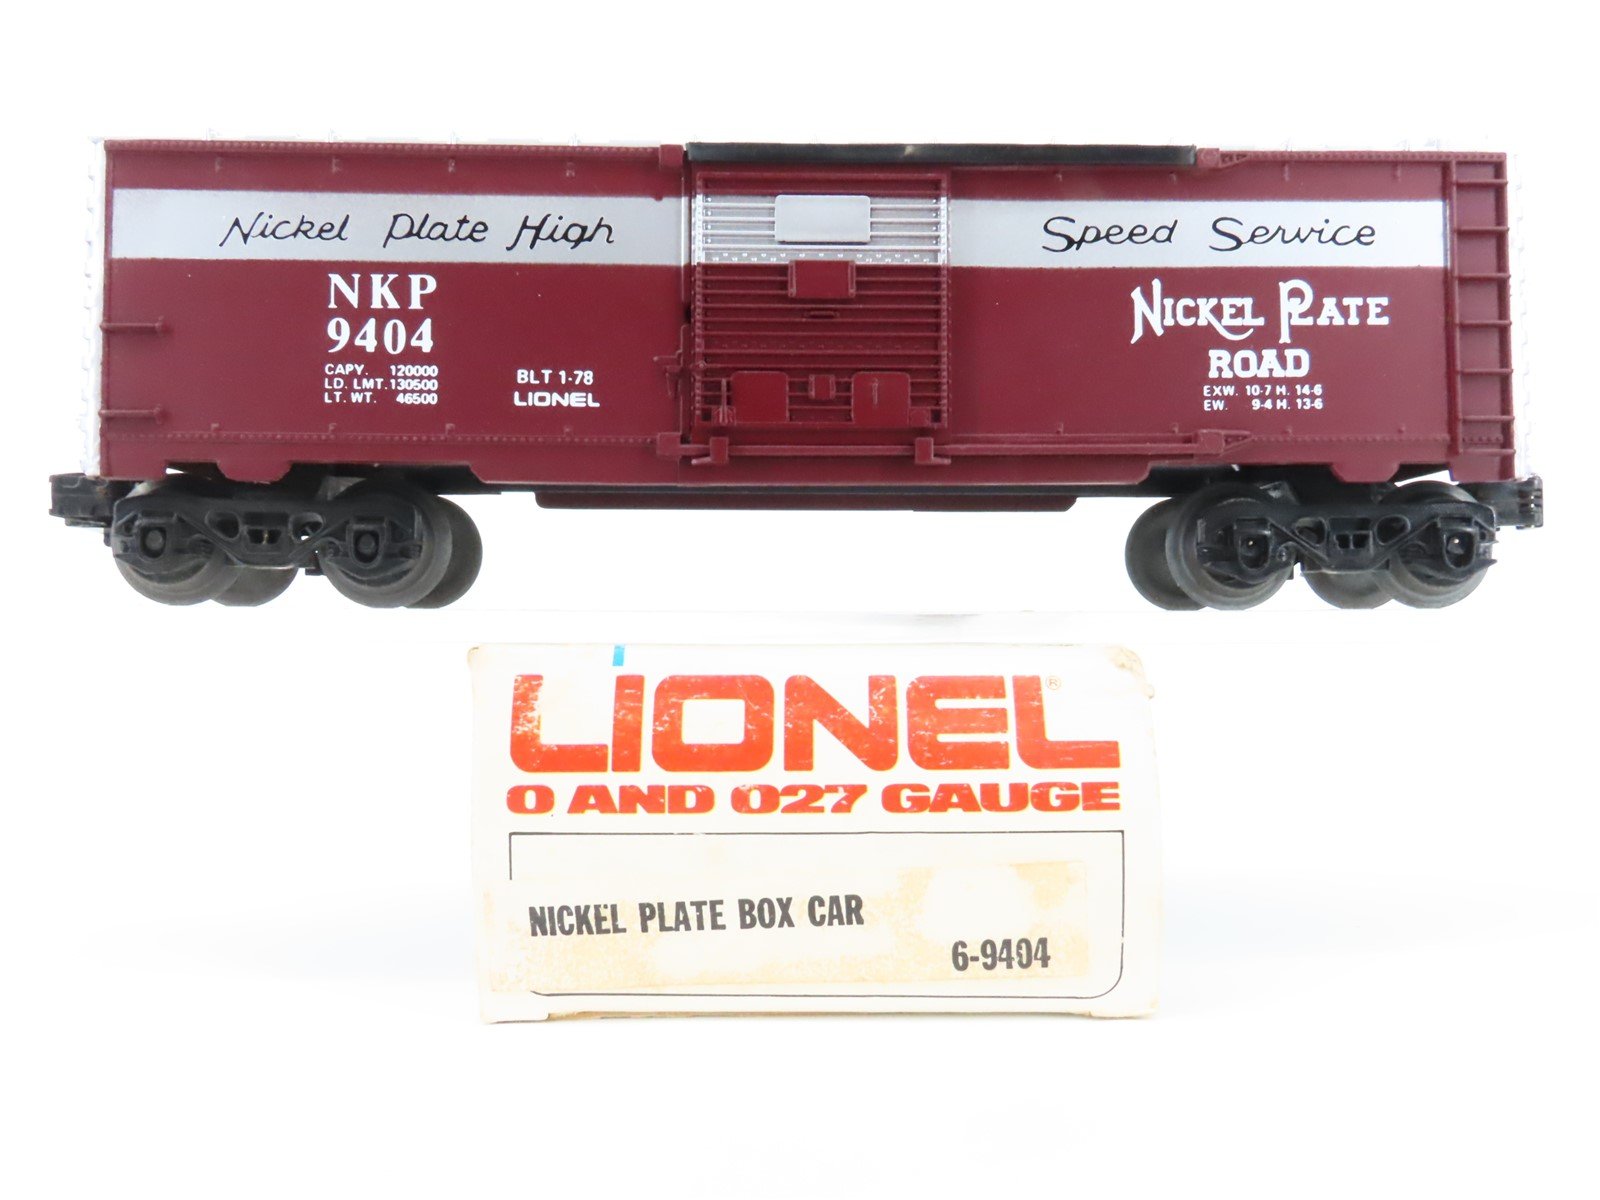 Nickel Plate High Speed Service
NKP
9404
CAPY. 120000
LD. LMT. 130500
LT. WT. 46500
BLT 1-78
LIONEL
NICKEL PLATE
ROAD
EXW. 10-7 H. 14-6
EW. 9-4 H. 13-6
LIONEL®
O AND O27 GAUGE
NICKEL PLATE BOX CAR
6-9404